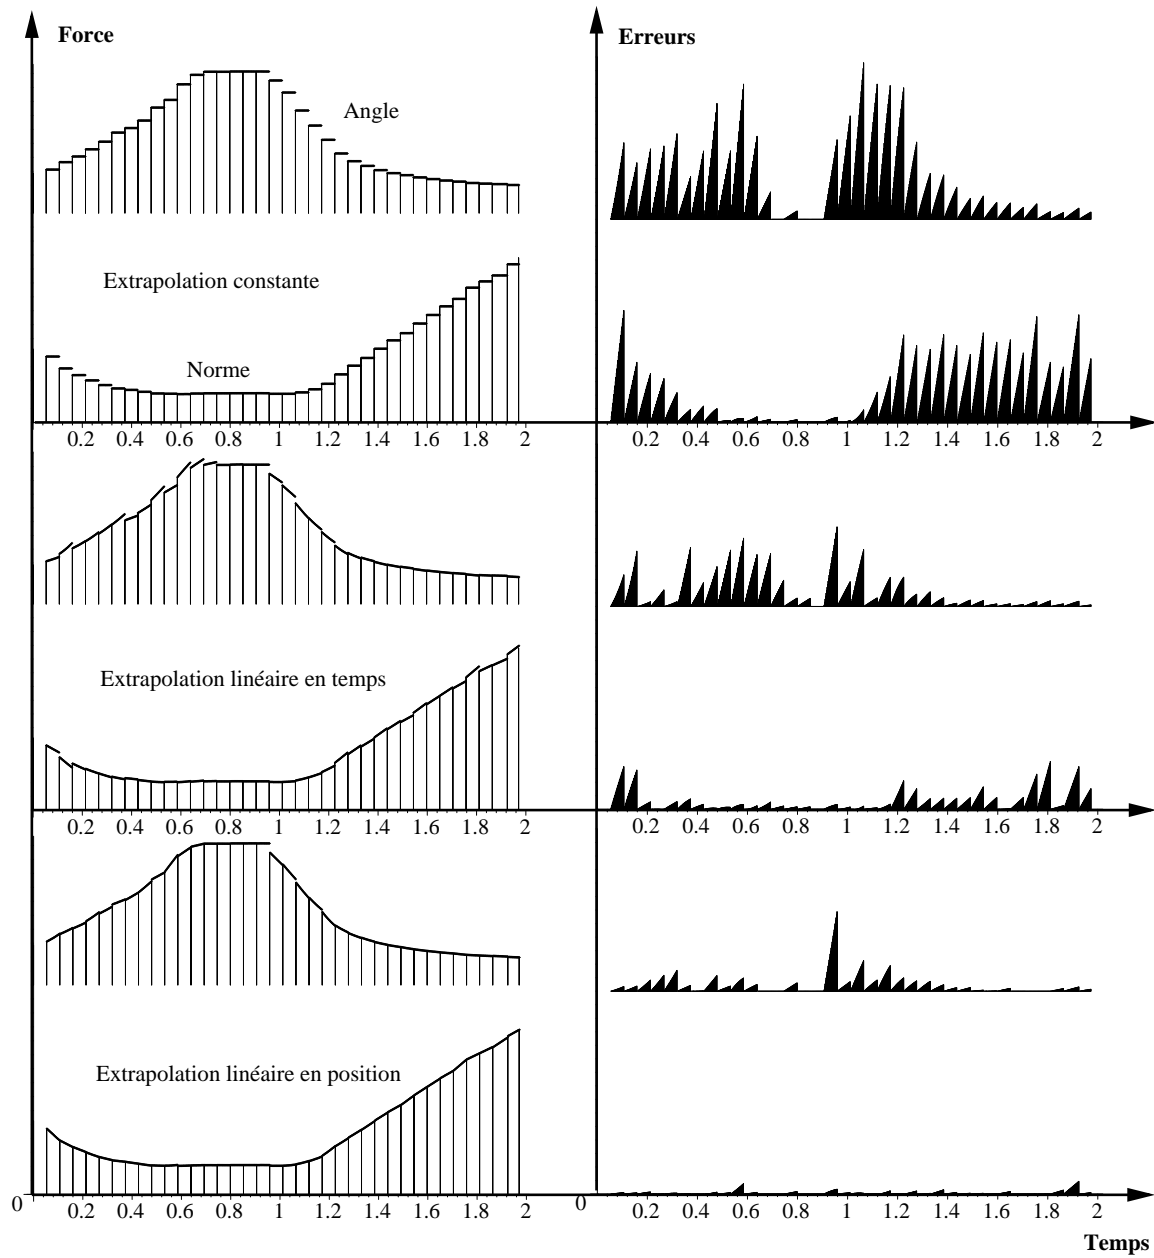 Force
Erreurs
Angle
Extrapolation constante
Norme
0.2 0.4 0.6 0.8 1 1.2 1.4 1.6 1.8 2
0.2 0.4 0.6 0.8 1 1.2 1.4 1.6 1.8 2
Extrapolation linéaire en temps
0.2 0.4 0.6 0.8 1 1.2 1.4 1.6 1.8 2
0.2 0.4 0.6 0.8 1 1.2 1.4 1.6 1.8 2
Extrapolation linéaire en position
0 0.2 0.4 0.6 0.8 1 1.2 1.4 1.6 1.8 2
0 0.2 0.4 0.6 0.8 1 1.2 1.4 1.6 1.8 2
Temps